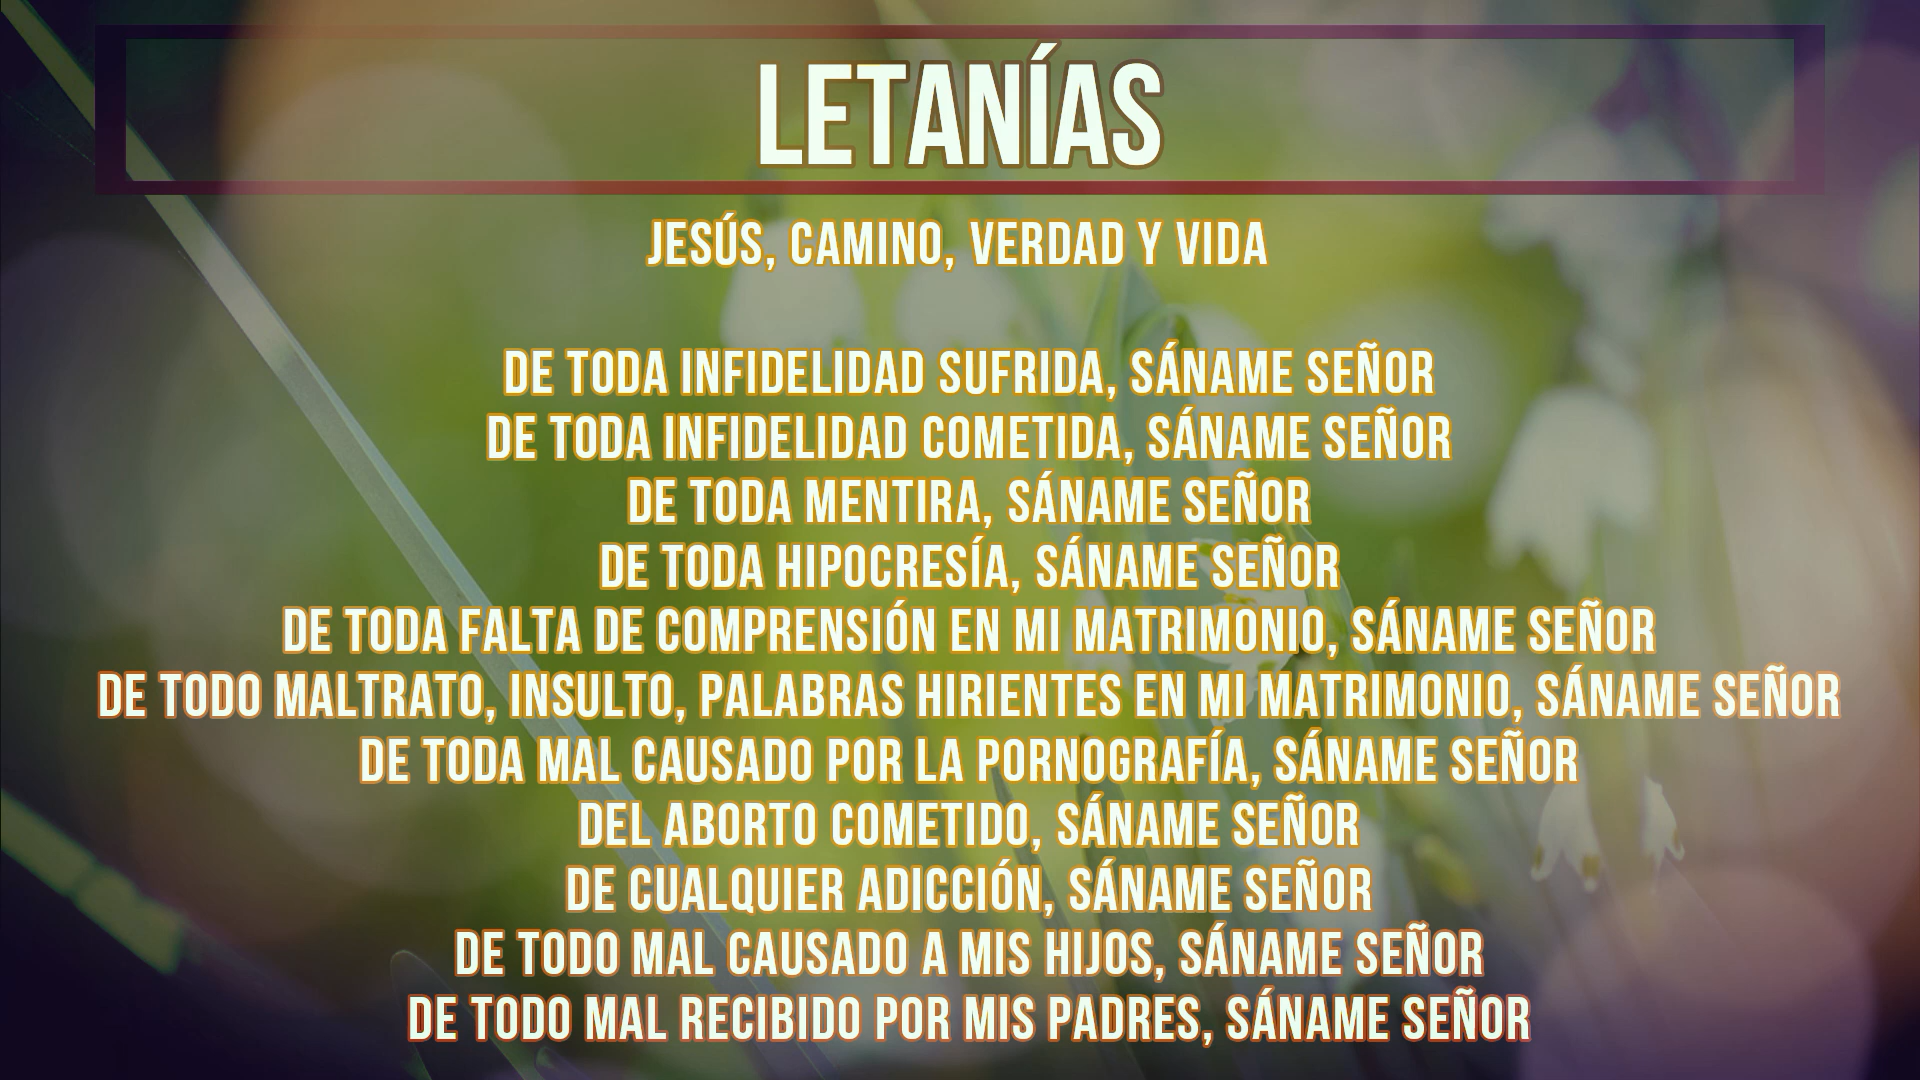 LETANÍAS
JESÚS, CAMINO, VERDAD Y VIDA
DE TODA INFIDELIDAD SUFRIDA, SÁNAME SEÑOR
DE TODA INFIDELIDAD COMETIDA, SÁNAME SEÑOR
DE TODA MENTIRA, SÁNAME SEÑOR
DE TODA HIPOCRESÍA, SÁNAME SEÑOR
DE TODA FALTA DE COMPRENSIÓN EN MI MATRIMONIO, SÁNAME SEÑOR
DE TODO MALTRATO, INSULTO, PALABRAS HIRIENTES EN MI MATRIMONIO, SÁNAME SEÑOR
DE TODA MAL CAUSADO POR LA PORNOGRAFÍA, SÁNAME SEÑOR
DEL ABORTO COMETIDO, SÁNAME SEÑOR
DE CUALQUIER ADICCIÓN, SÁNAME SEÑOR
DE TODO MAL CAUSADO A MIS HIJOS, SÁNAME SEÑOR
DE TODO MAL RECIBIDO POR MIS PADRES, SÁNAME SEÑOR